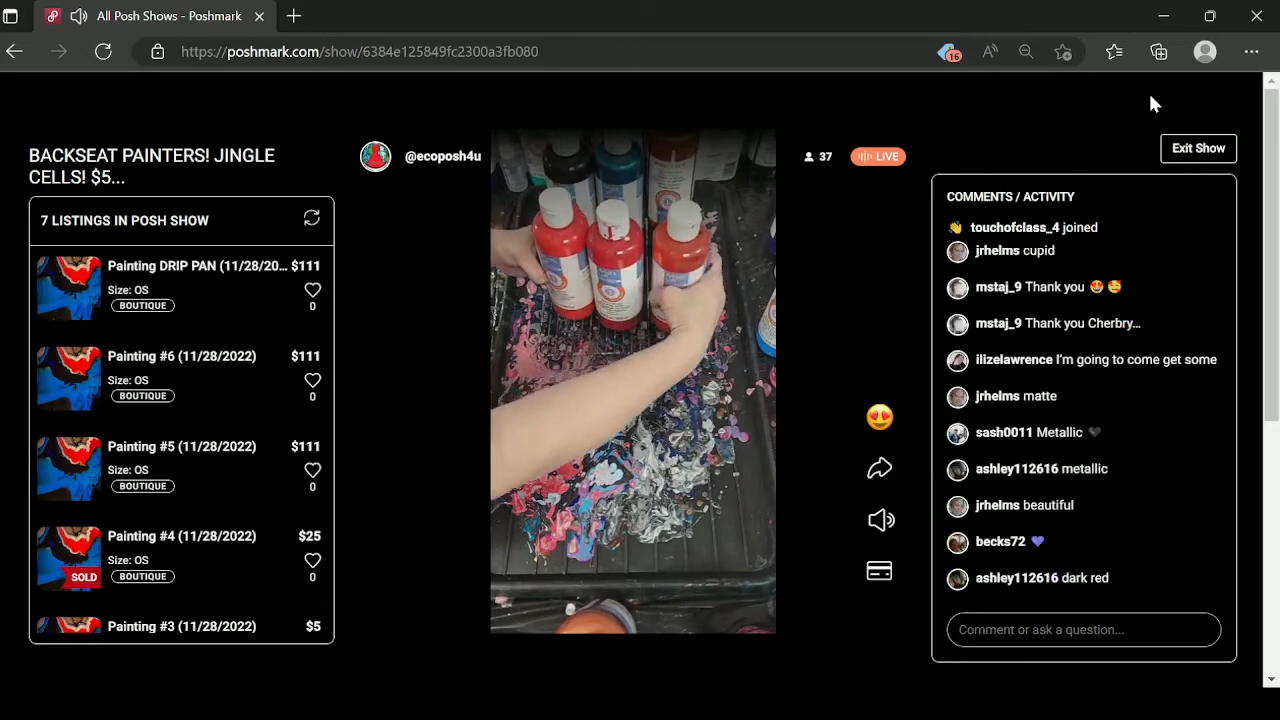 All Posh Shows - Poshmark
https://poshmark.com/show/6384e125849fc2300a3fb080
16
BACKSEAT PAINTERS! JINGLE
CELLS! $5...
7 LISTINGS IN POSH SHOW
Painting DRIP PAN (11/28/20... $111
Size: OS
BOUTIQUE
0
Painting #6 (11/28/2022) $111
Size: OS
BOUTIQUE
0
Painting #5 (11/28/2022) $111
Size: OS
BOUTIQUE
0
Painting #4 (11/28/2022) $25
Size: OS
SOLD
BOUTIQUE
0
Painting #3 (11/28/2022) $5
@ecoposh4u
37
LIVE
Exit Show
COMMENTS / ACTIVITY
👋 touchofclass_4 joined
jrhelms cupid
mstaj_9 Thank you 😍 🥰
mstaj_9 Thank you Cherbry...
ilizelawrence I'm going to come get some
jrhelms matte
sash0011 Metallic 🖤
ashley112616 metallic
jrhelms beautiful
becks72 💜
ashley112616 dark red
Comment or ask a question...